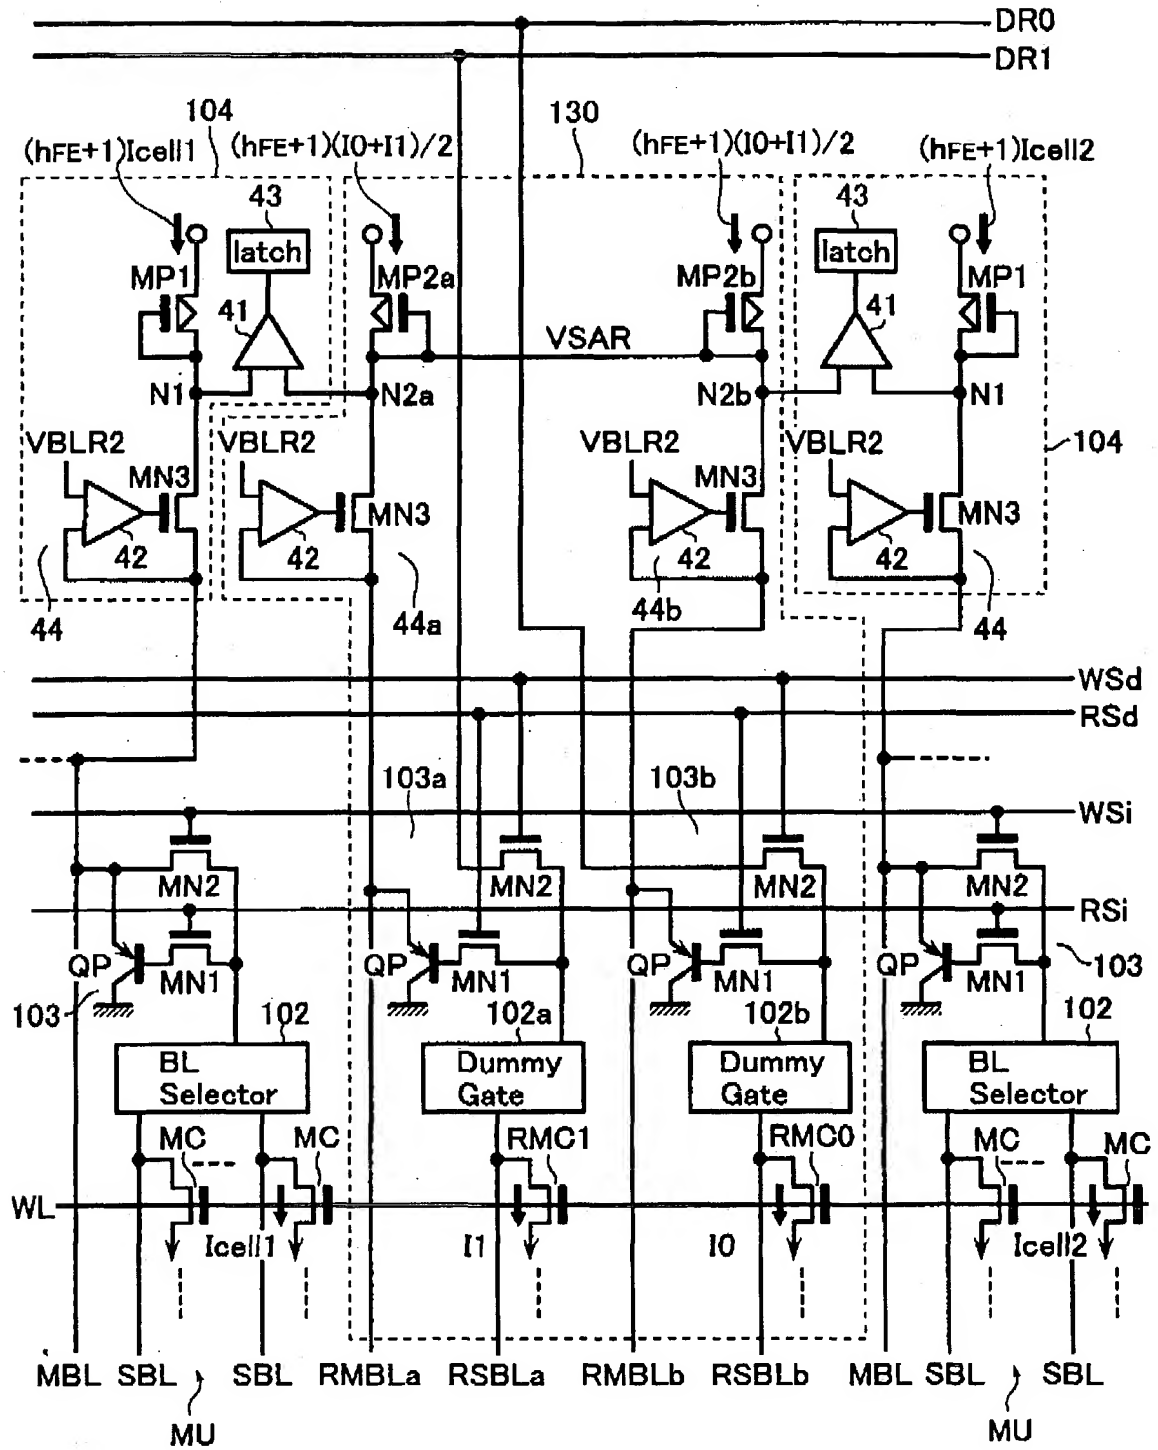 DR0
DR1
104
130
(hFE+1)Icell1
(hFE+1)(I0+I1)/2
(hFE+1)(I0+I1)/2
(hFE+1)Icell2
43
43
latch
latch
MP1
MP2a
MP2b
MP1
41
41
VSAR
N1
N2a
N2b
N1
VBLR2
VBLR2
VBLR2
VBLR2
104
MN3
MN3
MN3
MN3
42
42
42
42
44
44a
44b
44
WSd
RSd
103a
103b
WSi
MN2
MN2
MN2
MN2
RSi
QP
QP
QP
QP
MN1
MN1
MN1
MN1
103
103
102
102a
102b
102
BL
Selector
Dummy
Gate
Dummy
Gate
BL
Selector
MC
MC
RMC1
RMC0
MC
MC
WL
Icell1
I1
I0
Icell2
MBL
SBL
SBL
RMBLa
RSBLa
RMBLb
RSBLb
MBL
SBL
SBL
MU
MU